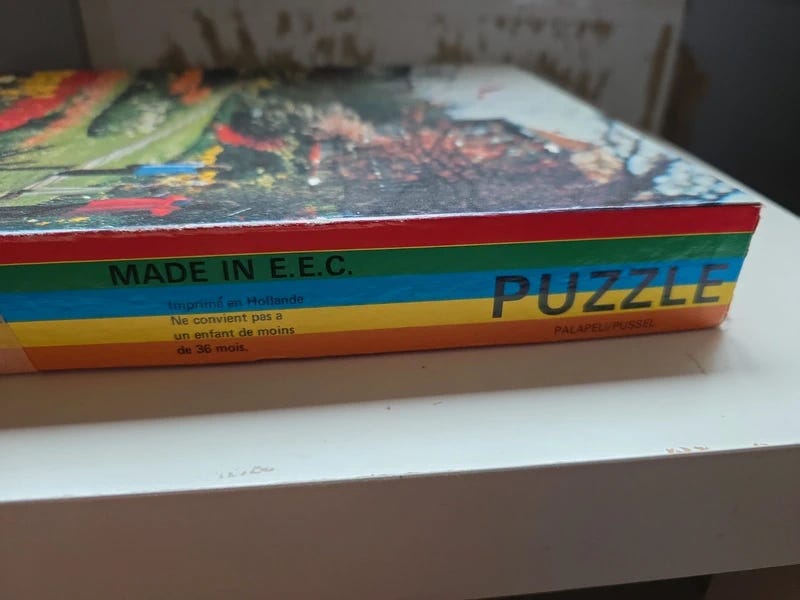 MADE IN E.E.C.
Imprimé en Hollande
Ne convient pas a
un enfant de moins
de 36 mois.
PUZZLE
PALAPELI/PUSSEL